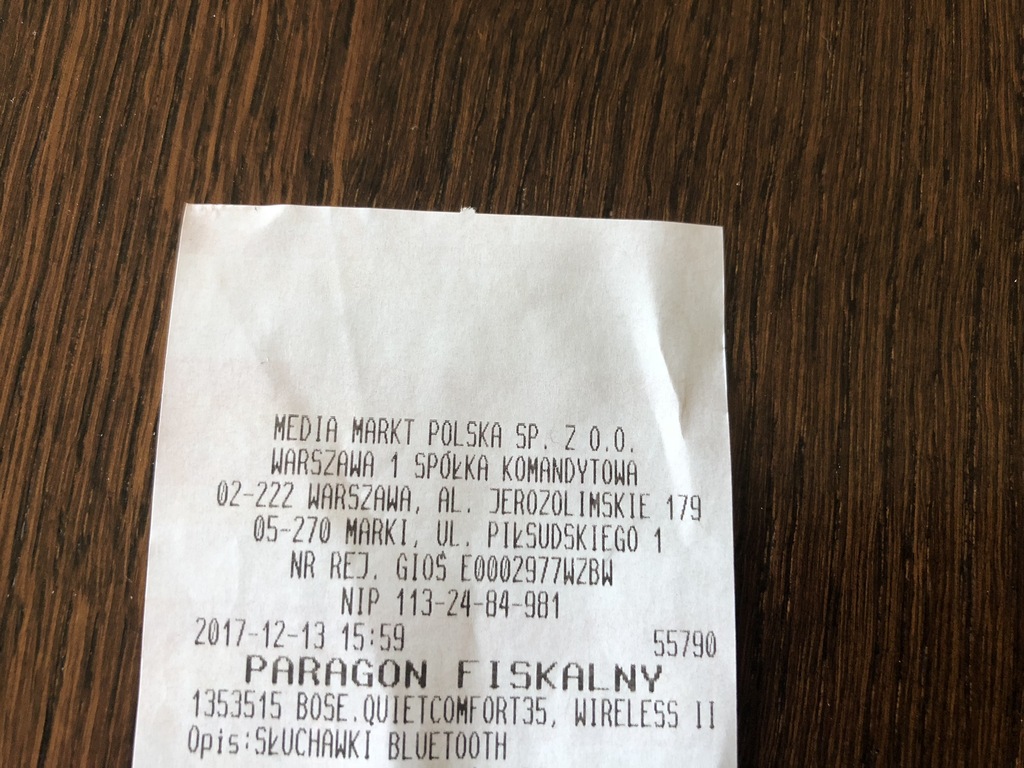 MEDIA MARKT POLSKA SP. Z O.O.
WARSZAWA 1 SPÓŁKA KOMANDYTOWA
02-222 WARSZAWA, AL. JEROZOLIMSKIE 179
05-270 MARKI, UL. PIŁSUDSKIEGO 1
NR REJ. GIOŚ E0002977WZBW
NIP 113-24-84-981
2017-12-13 15:59 55790
PARAGON FISKALNY
1353515 BOSE.QUIETCOMFORT35, WIRELESS II
Opis:SŁUCHAWKI BLUETOOTH